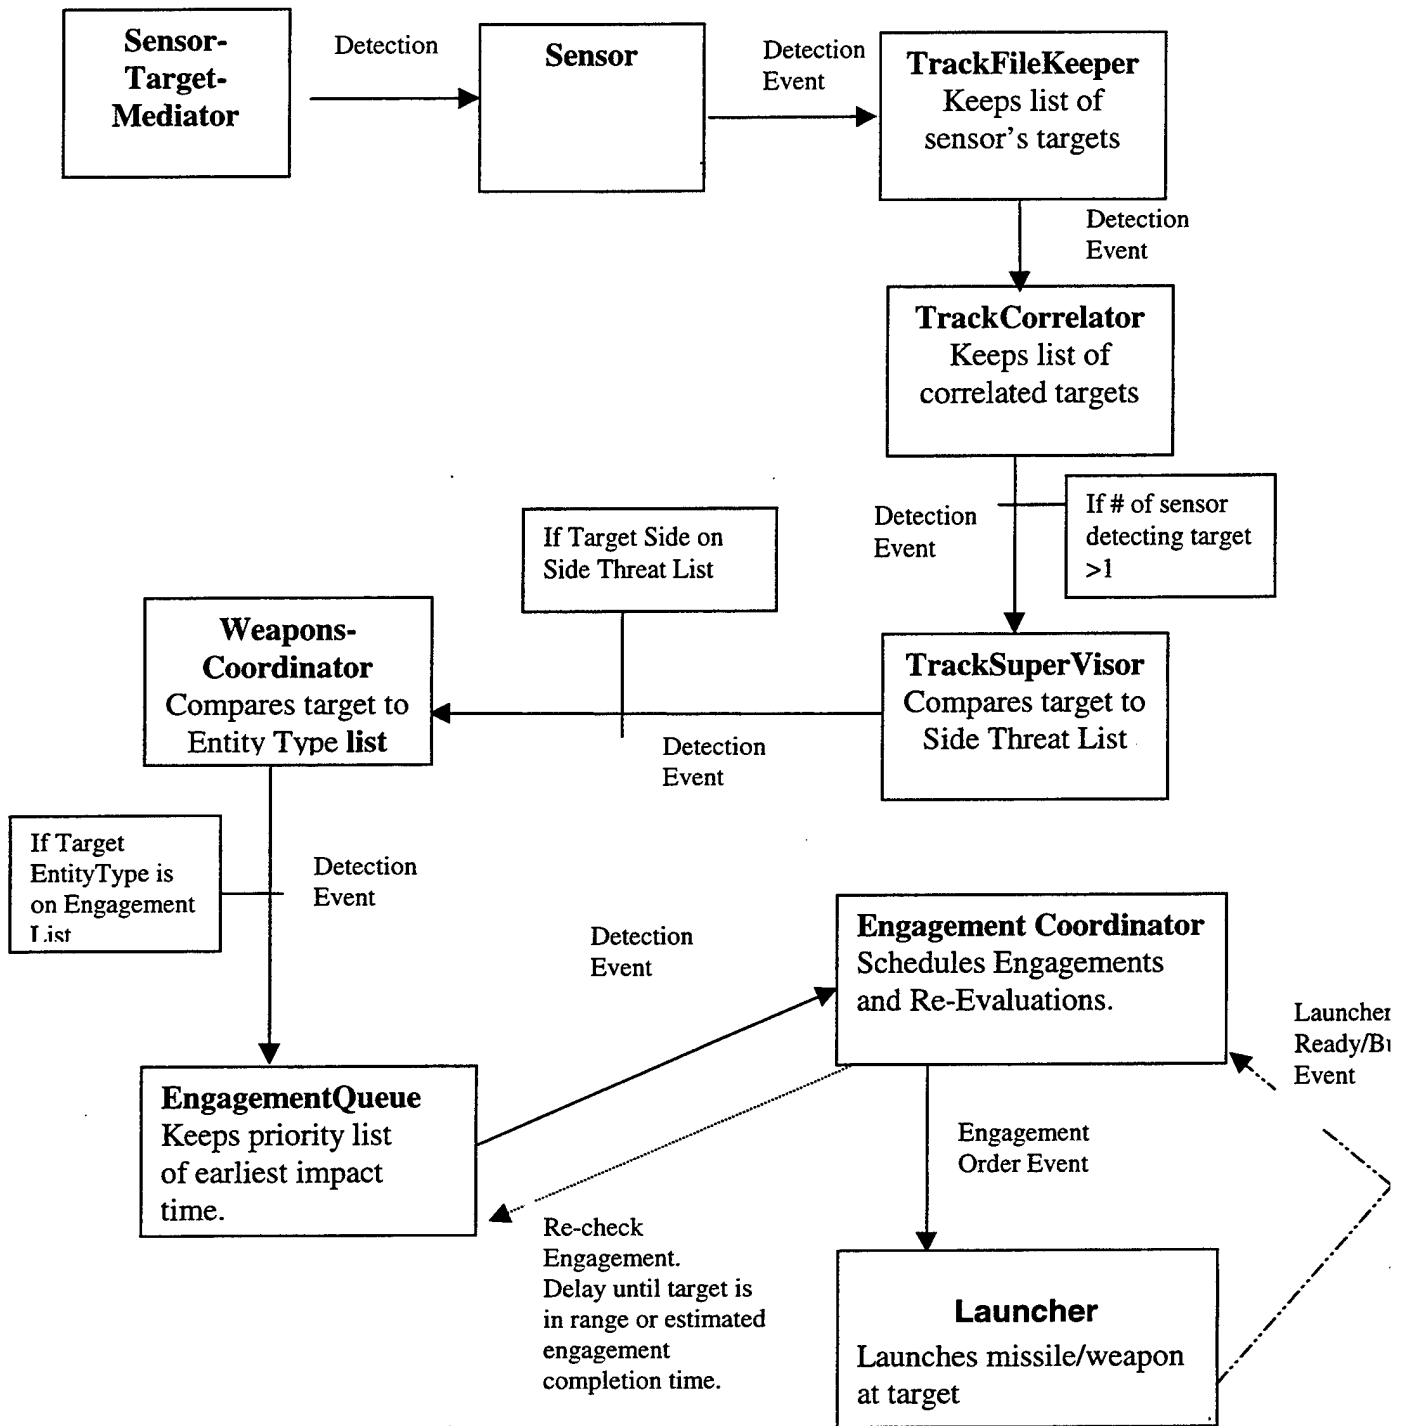 Sensor-
Target-
Mediator
Detection
Sensor
Detection
Event
TrackFileKeeper
Keeps list of
sensor's targets
Detection
Event
TrackCorrelator
Keeps list of
correlated targets
Detection
Event
If # of sensor
detecting target
>1
If Target Side on
Side Threat List
Weapons-
Coordinator
Compares target to
Entity Type list
Detection
Event
TrackSuperVisor
Compares target to
Side Threat List
If Target
EntityType is
on Engagement
List
Detection
Event
Detection
Event
Engagement Coordinator
Schedules Engagements
and Re-Evaluations.
Launcher
Event
EngagementQueue
Keeps priority list
of earliest impact
time.
Engagement
Order Event
Re-check
Engagement.
Delay until target is
in range or estimated
engagement
completion time.
Launcher
Launches missile/weapon
at target